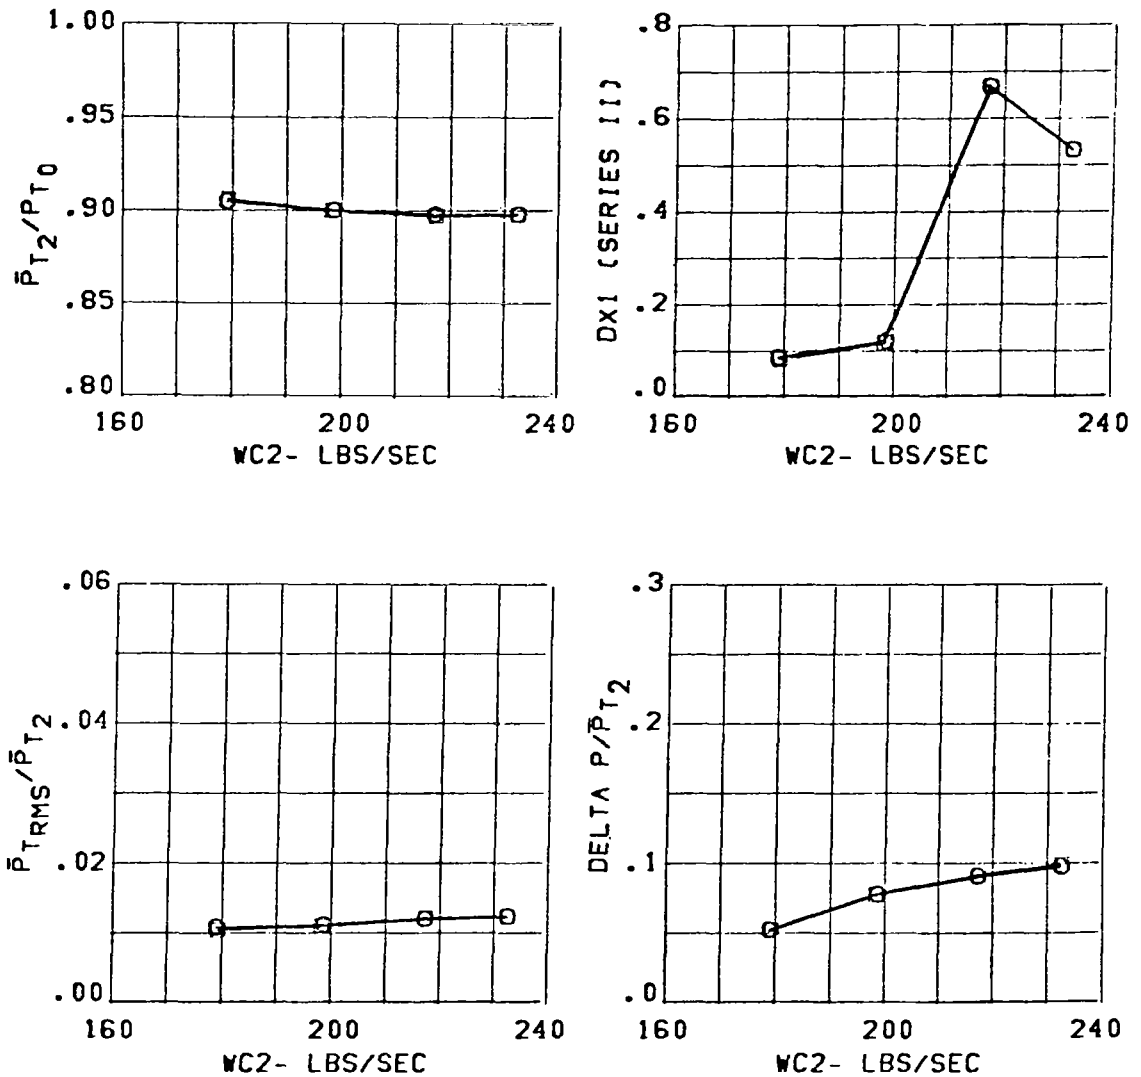 P̄T2/PT0
1.00
.95
.90
.85
.80
160 200 240
WC2- LBS/SEC
DX1 (SERIES II)
.8
.6
.4
.2
.0
160 200 240
WC2- LBS/SEC
P̄TRMS/P̄T2
.06
.04
.02
.00
160 200 240
WC2- LBS/SEC
DELTA P/P̄T2
.3
.2
.1
.0
160 200 240
WC2- LBS/SEC